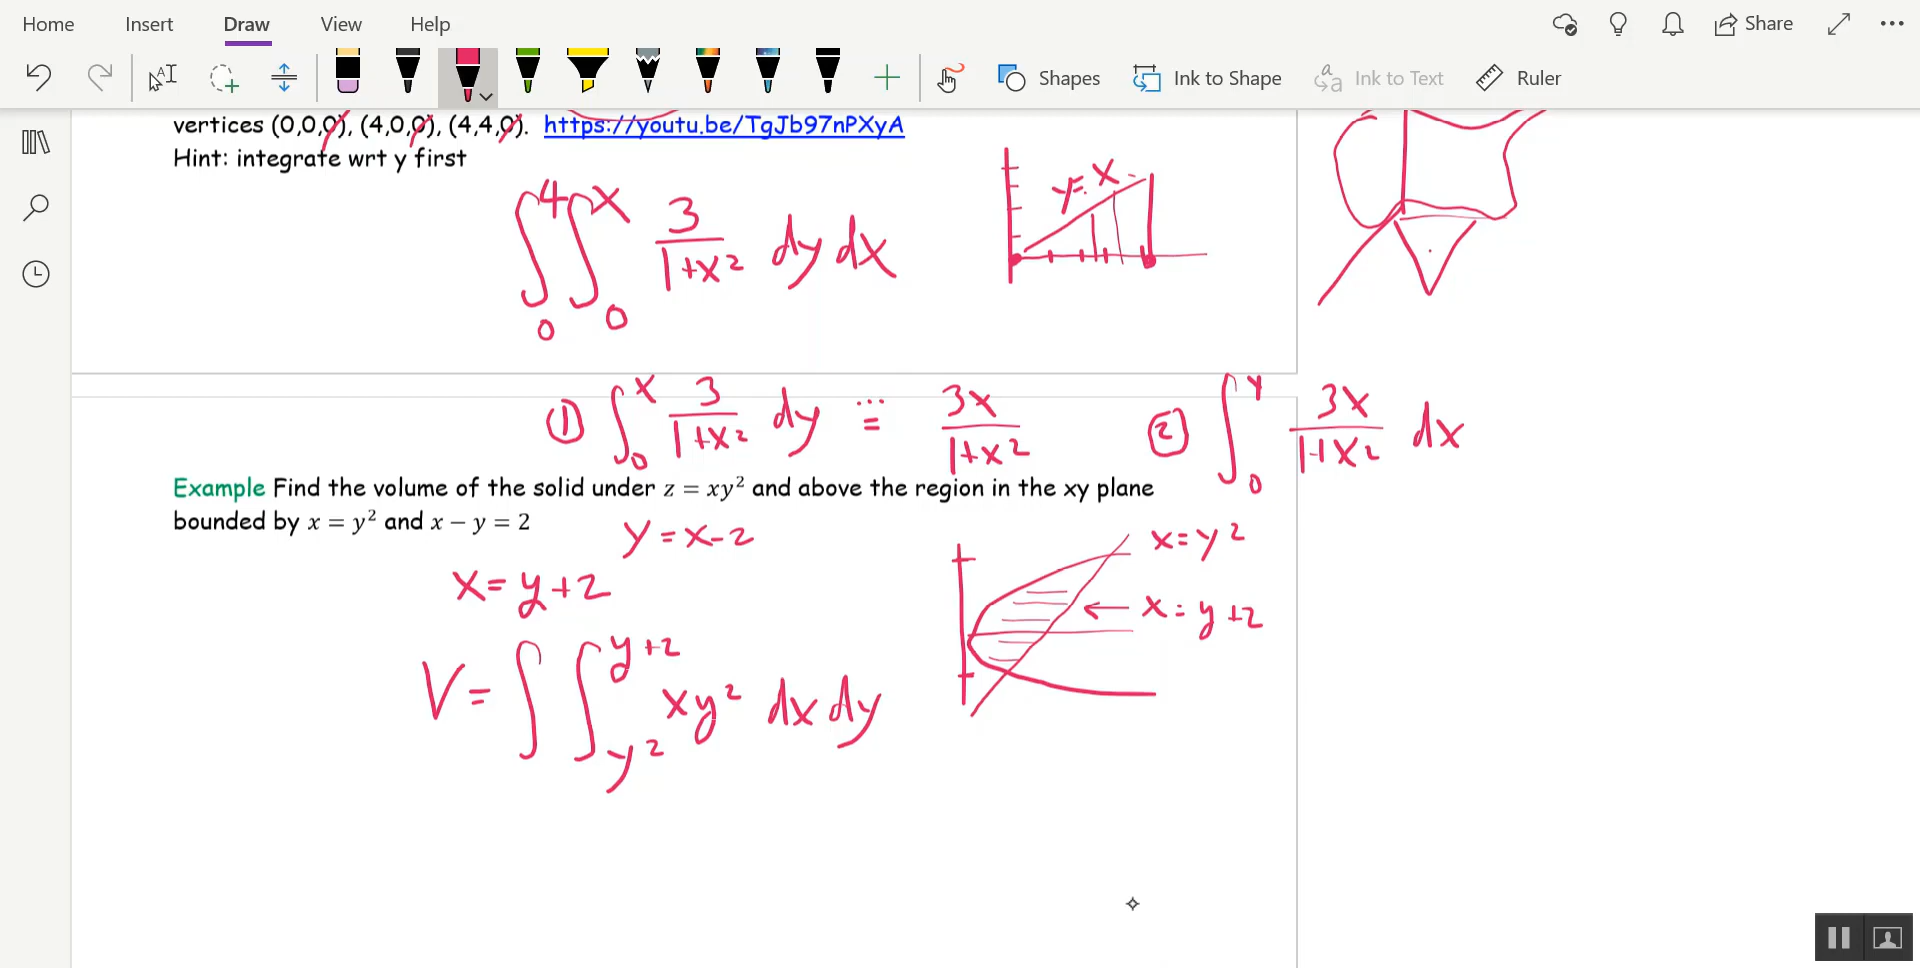 Home Insert Draw View Help Share
Shapes Ink to Shape Ink to Text Ruler
vertices (0,0,0), (4,0,0), (4,4,0). https://youtu.be/TgJb97nPXyA
Hint: integrate wrt y first
∫₀⁴ ∫₀ˣ 3/(1+x²) dy dx
y=x
① ∫₀ˣ 3/(1+x²) dy ⩴ 3x/(1+x²) ② ∫₀ʸ 3x/(1+x²) dx
Example Find the volume of the solid under z = xy² and above the region in the xy plane
bounded by x = y² and x − y = 2
y = x-2
x = y²
x = y+2
x = y+2
V = ∫ ∫_{y²}^{y+2} xy² dx dy